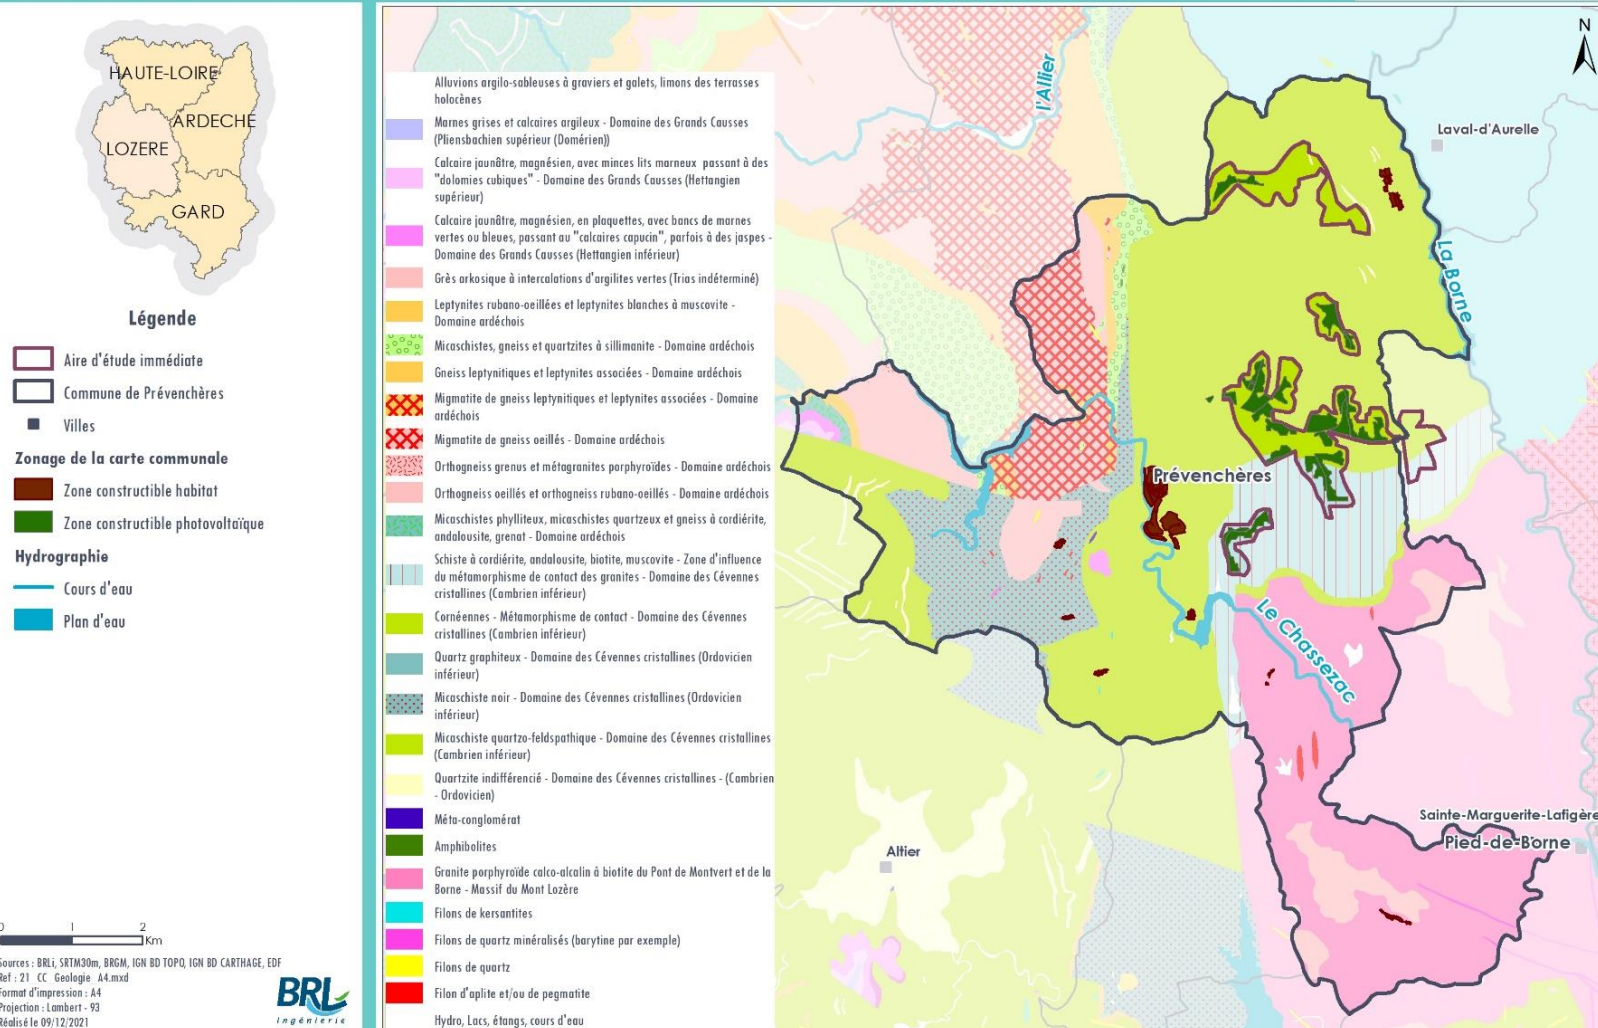 HAUTE-LOIRE
ARDECHE
LOZERE
GARD
Légende
Aire d'étude immédiate
Commune de Prévenchères
Villes
Zonage de la carte communale
Zone constructible habitat
Zone constructible photovoltaïque
Hydrographie
Cours d'eau
Plan d'eau
0 1 2
Km
Sources : BRLi, SRTM30m, BRGM, IGN BD TOPO, IGN BD CARTHAGE, EDF
Ref : 21 CC Geologie A4.mxd
Format d'impression : A4
Projection : Lambert - 93
Réalisé le 09/12/2021
BRL
Ingénierie
Alluvions argilo-sableuses à graviers et galets, limons des terrasses
holocènes
Marnes grises et calcaires argileux - Domaine des Grands Causses
(Pliensbachien supérieur (Domérien))
Calcaire jaunâtre, magnésien, avec minces lits marneux passant à des
"dolomies cubiques" - Domaine des Grands Causses (Hettangien
supérieur)
Calcaire jaunâtre, magnésien, en plaquettes, avec bancs de marnes
vertes ou bleues, passant au "calcaires capucin", parfois à des jaspes -
Domaine des Grands Causses (Hettangien inférieur)
Grès arkosique à intercalations d'argilites vertes (Trias indéterminé)
Leptynites rubano-oeillées et leptynites blanches à muscovite -
Domaine ardéchois
Micaschistes, gneiss et quartzites à sillimanite - Domaine ardéchois
Gneiss leptynitiques et leptynites associées - Domaine ardéchois
Migmatite de gneiss leptynitiques et leptynites associées - Domaine
ardéchois
Migmatite de gneiss oeillés - Domaine ardéchois
Orthogneiss grenus et métagranites porphyroïdes - Domaine ardéchois
Orthogneiss oeillés et orthogneiss rubano-oeillés - Domaine ardéchois
Micaschistes phylliteux, micaschistes quartzeux et gneiss à cordiérite,
andalousite, grenat - Domaine ardéchois
Schiste à cordiérite, andalousite, biotite, muscovite - Zone d'influence
du métamorphisme de contact des granites - Domaine des Cévennes
cristallines (Cambrien inférieur)
Cornéennes - Métamorphisme de contact - Domaine des Cévennes
cristallines (Cambrien inférieur)
Quartz graphiteux - Domaine des Cévennes cristallines (Ordovicien
inférieur)
Micaschiste noir - Domaine des Cévennes cristallines (Ordovicien
inférieur)
Micaschiste quartzo-feldspathique - Domaine des Cévennes cristallines
(Cambrien inférieur)
Quartzite indifférencié - Domaine des Cévennes cristallines - (Cambrien
- Ordovicien)
Méta-conglomérat
Amphibolites
Granite porphyroïde calco-alcalin à biotite du Pont de Montvert et de la
Borne - Massif du Mont Lozère
Filons de kersantites
Filons de quartz minéralisés (barytine par exemple)
Filons de quartz
Filon d'aplite et/ou de pegmatite
Hydro, Lacs, étangs, cours d'eau
N
l'Allier
Laval-d'Aurelle
La Borne
Prévenchères
Le Chassezac
Sainte-Marguerite-Lafigère
Pied-de-Borne
Altier